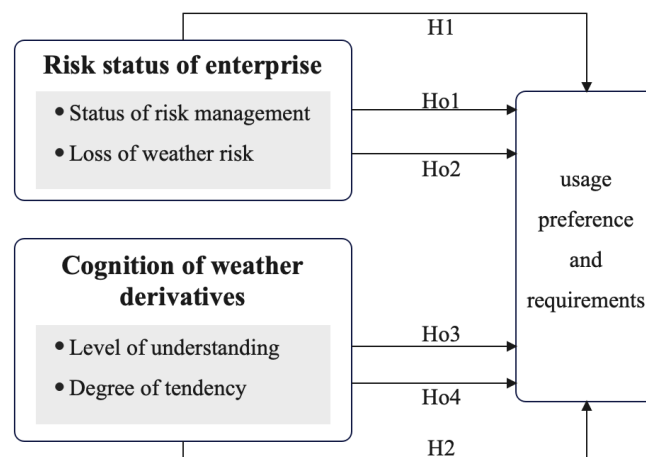 H1
Risk status of enterprise
• Status of risk management
• Loss of weather risk
Ho1
Ho2
Cognition of weather
derivatives
• Level of understanding
• Degree of tendency
Ho3
Ho4
H2
usage
preference
and
requirements